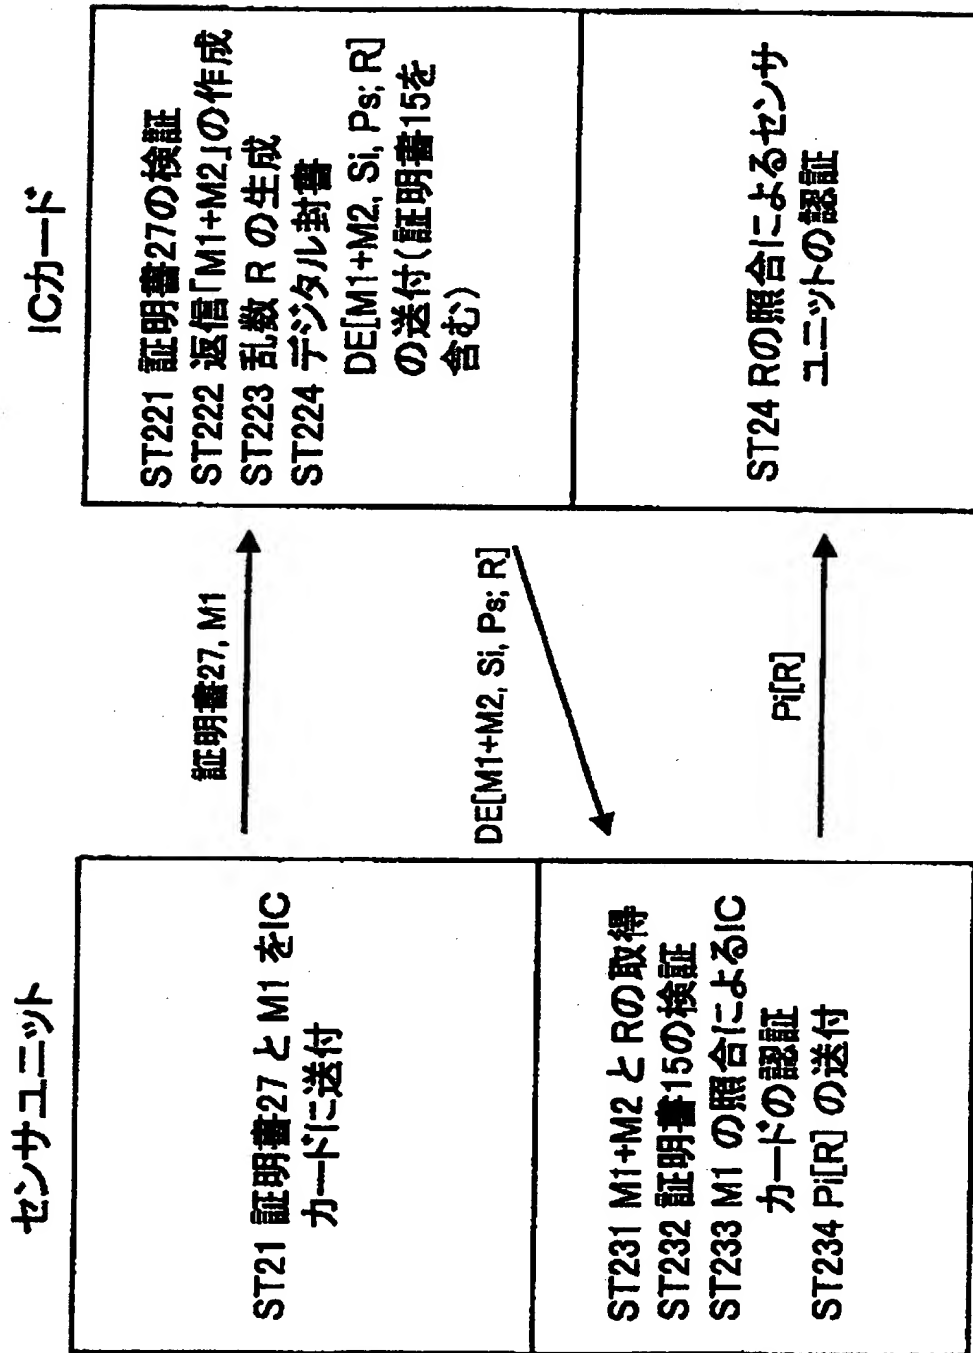 センサユニット
ICカード
ST21 証明書27 と M1 をIC
カードに送付
証明書27, M1
ST221 証明書27の検証
ST222 返信「M1+M2」の作成
ST223 乱数 R の生成
ST224 デジタル封書
DE[M1+M2, Si, Ps; R]
の送付(証明書15を
含む)
DE[M1+M2, Si, Ps; R]
ST231 M1+M2 と Rの取得
ST232 証明書15の検証
ST233 M1 の照合によるIC
カードの認証
ST234 Pi[R] の送付
Pi[R]
ST24 Rの照合によるセンサ
ユニットの認証